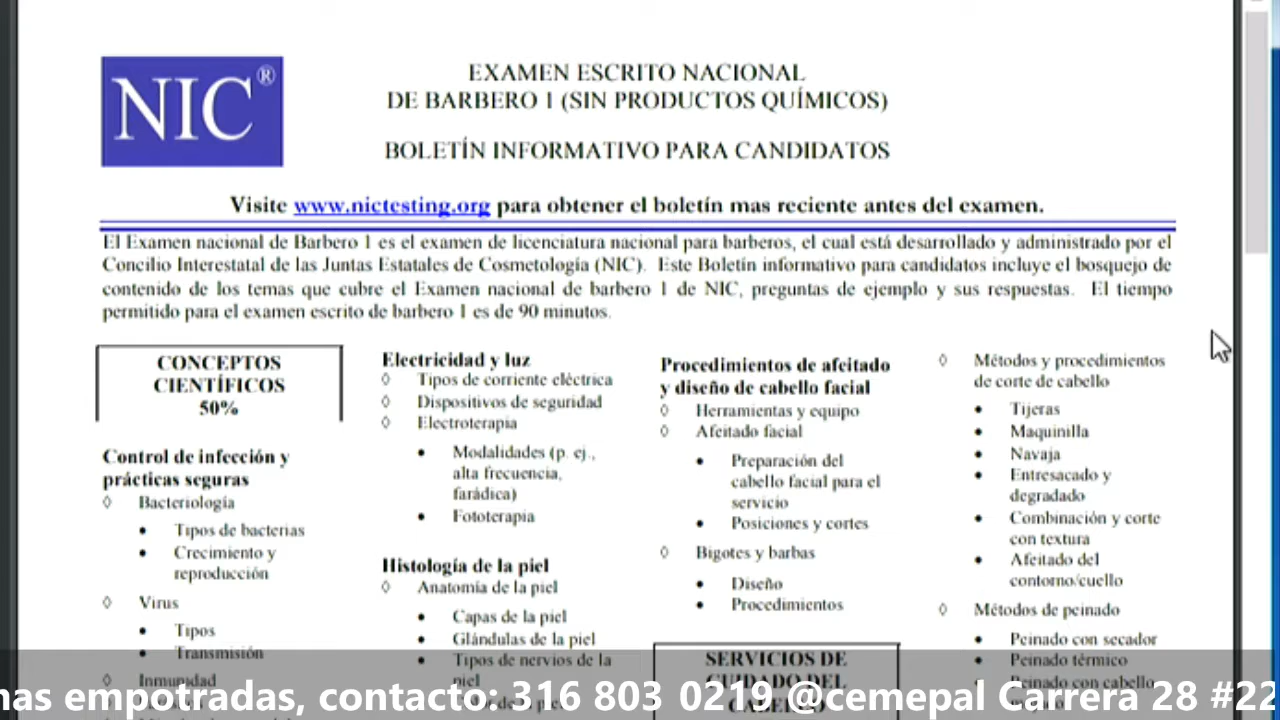 NIC®
EXAMEN ESCRITO NACIONAL
DE BARBERO 1 (SIN PRODUCTOS QUÍMICOS)
BOLETÍN INFORMATIVO PARA CANDIDATOS
Visite www.nictesting.org para obtener el boletín mas reciente antes del examen.
El Examen nacional de Barbero 1 es el examen de licenciatura nacional para barberos, el cual está desarrollado y administrado por el
Concilio Interestatal de las Juntas Estatales de Cosmetología (NIC). Este Boletín informativo para candidatos incluye el bosquejo de
contenido de los temas que cubre el Examen nacional de barbero 1 de NIC, preguntas de ejemplo y sus respuestas. El tiempo
permitido para el examen escrito de barbero 1 es de 90 minutos.
CONCEPTOS
CIENTÍFICOS
50%
Control de infección y
prácticas seguras
◊ Bacteriología
• Tipos de bacterias
• Crecimiento y
reproducción
◊ Virus
• Tipos
• Transmisión
◊ Inmunidad
Electricidad y luz
◊ Tipos de corriente eléctrica
◊ Dispositivos de seguridad
◊ Electroterapia
• Modalidades (p. ej.,
alta frecuencia,
farádica)
• Fototerapia
Histología de la piel
◊ Anatomía de la piel
• Capas de la piel
• Glándulas de la piel
• Tipos de nervios de la
piel
Procedimientos de afeitado
y diseño de cabello facial
◊ Herramientas y equipo
◊ Afeitado facial
• Preparación del
cabello facial para el
servicio
• Posiciones y cortes
◊ Bigotes y barbas
• Diseño
• Procedimientos
SERVICIOS DE
CUIDADO DEL
CABELLO
◊ Métodos y procedimientos
de corte de cabello
• Tijeras
• Maquinilla
• Navaja
• Entresacado y
degradado
• Combinación y corte
con textura
• Afeitado del
contorno/cuello
◊ Métodos de peinado
• Peinado con secador
• Peinado térmico
• Peinado con cabello
nas empotradas, contacto: 316 803 0219 @cemepal Carrera 28 #22